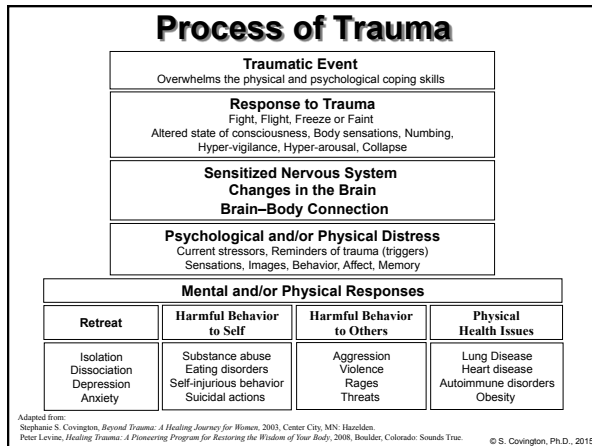 Process of Trauma
Traumatic Event
Overwhelms the physical and psychological coping skills
Response to Trauma
Fight, Flight, Freeze or Faint
Altered state of consciousness, Body sensations, Numbing,
Hyper-vigilance, Hyper-arousal, Collapse
Sensitized Nervous System
Changes in the Brain
Brain–Body Connection
Psychological and/or Physical Distress
Current stressors, Reminders of trauma (triggers)
Sensations, Images, Behavior, Affect, Memory
Mental and/or Physical Responses
Retreat
Isolation
Dissociation
Depression
Anxiety
Harmful Behavior
to Self
Substance abuse
Eating disorders
Self-injurious behavior
Suicidal actions
Harmful Behavior
to Others
Aggression
Violence
Rages
Threats
Physical
Health Issues
Lung Disease
Heart disease
Autoimmune disorders
Obesity
Adapted from:
Stephanie S. Covington, Beyond Trauma: A Healing Journey for Women, 2003, Center City, MN: Hazelden.
Peter Levine, Healing Trauma: A Pioneering Program for Restoring the Wisdom of Your Body, 2008, Boulder, Colorado: Sounds True.
© S. Covington, Ph.D., 2015